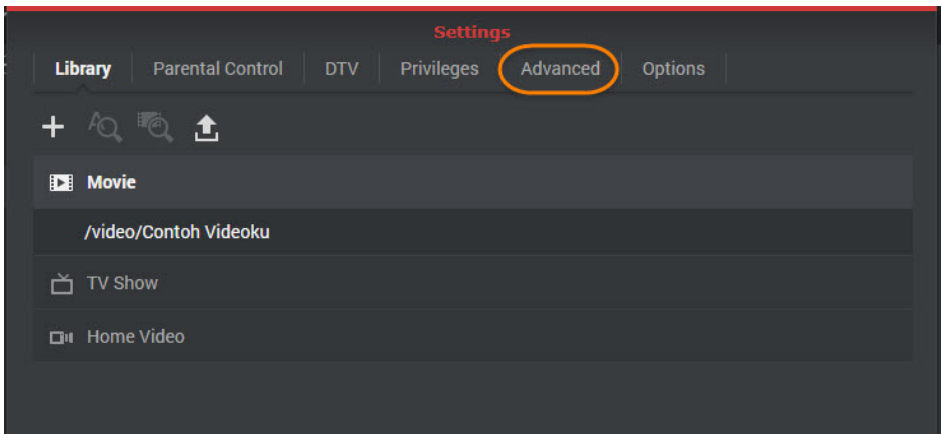 Settings
Library Parental Control DTV Privileges Advanced Options
Movie
/video/Contoh Videoku
TV Show
Home Video